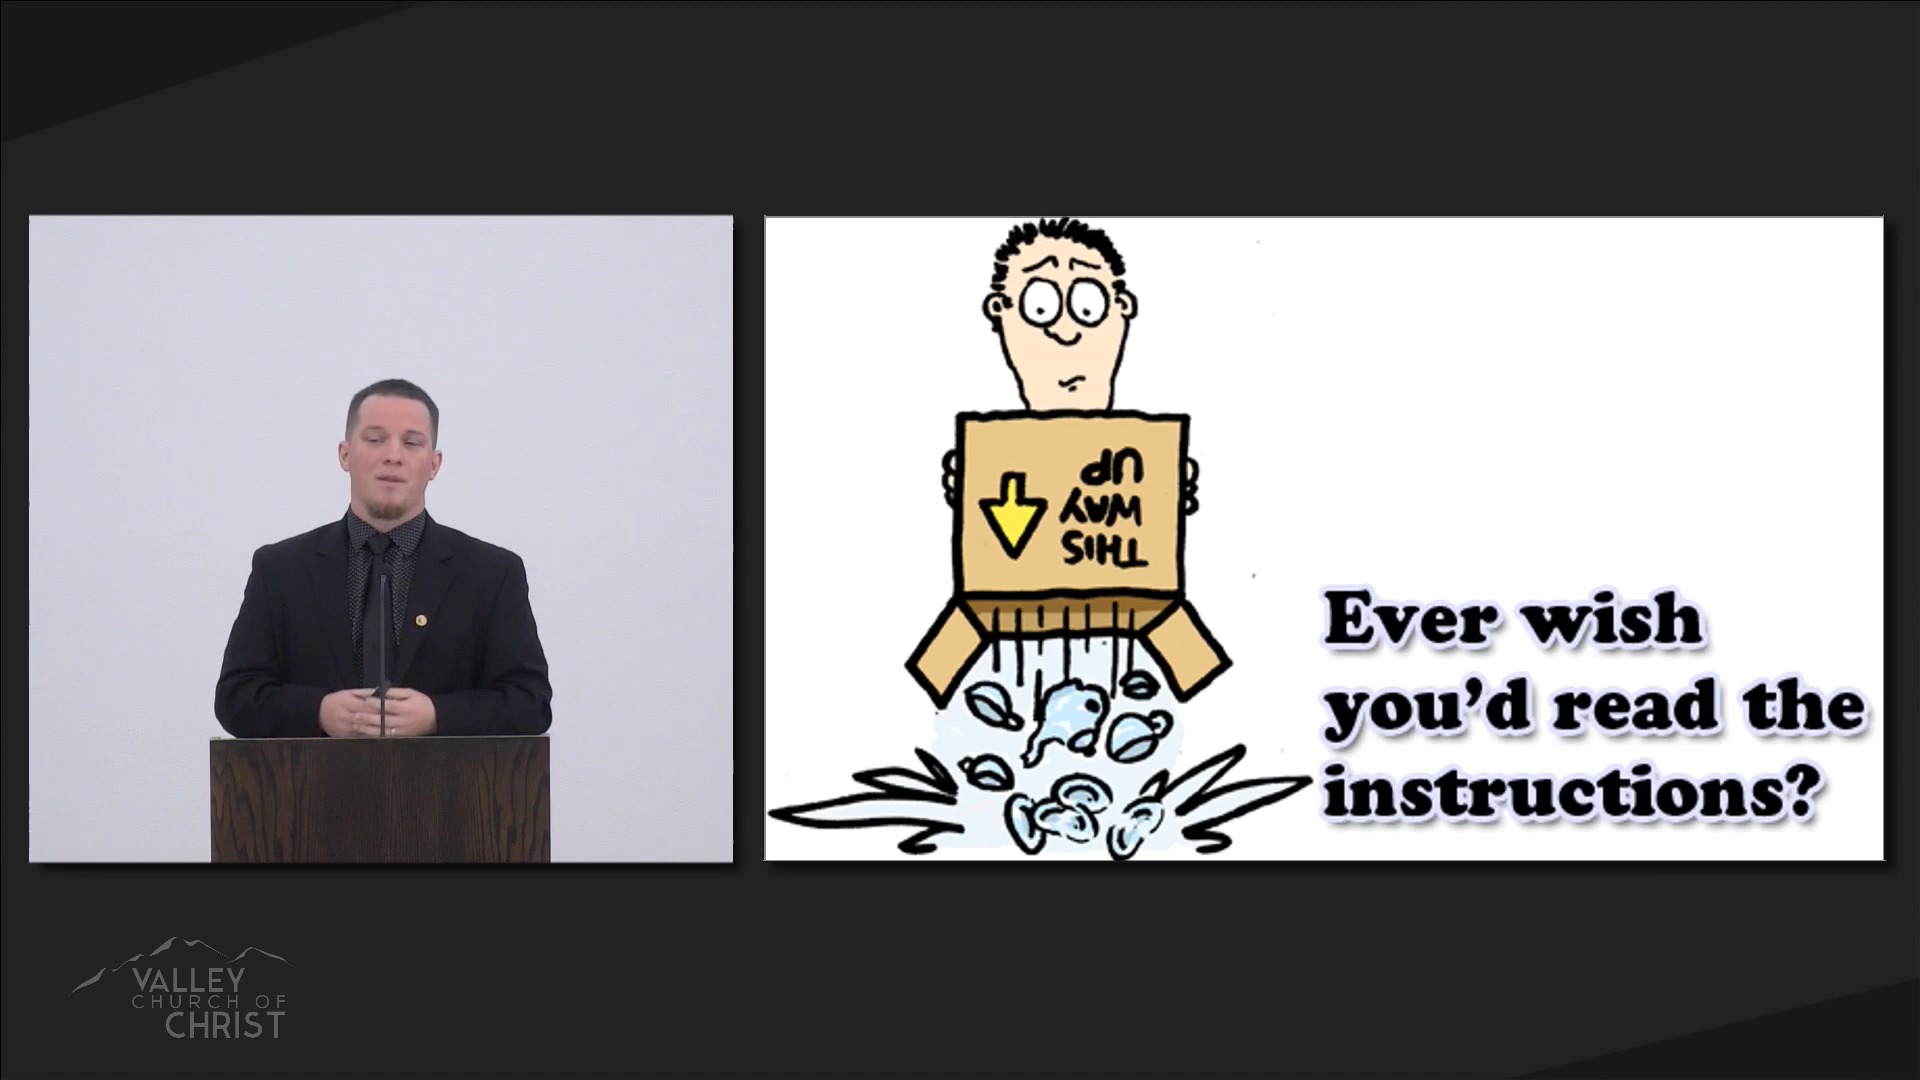 THIS
WAY
UP
Ever wish
you’d read the
instructions?
VALLEY
CHURCH OF
CHRIST